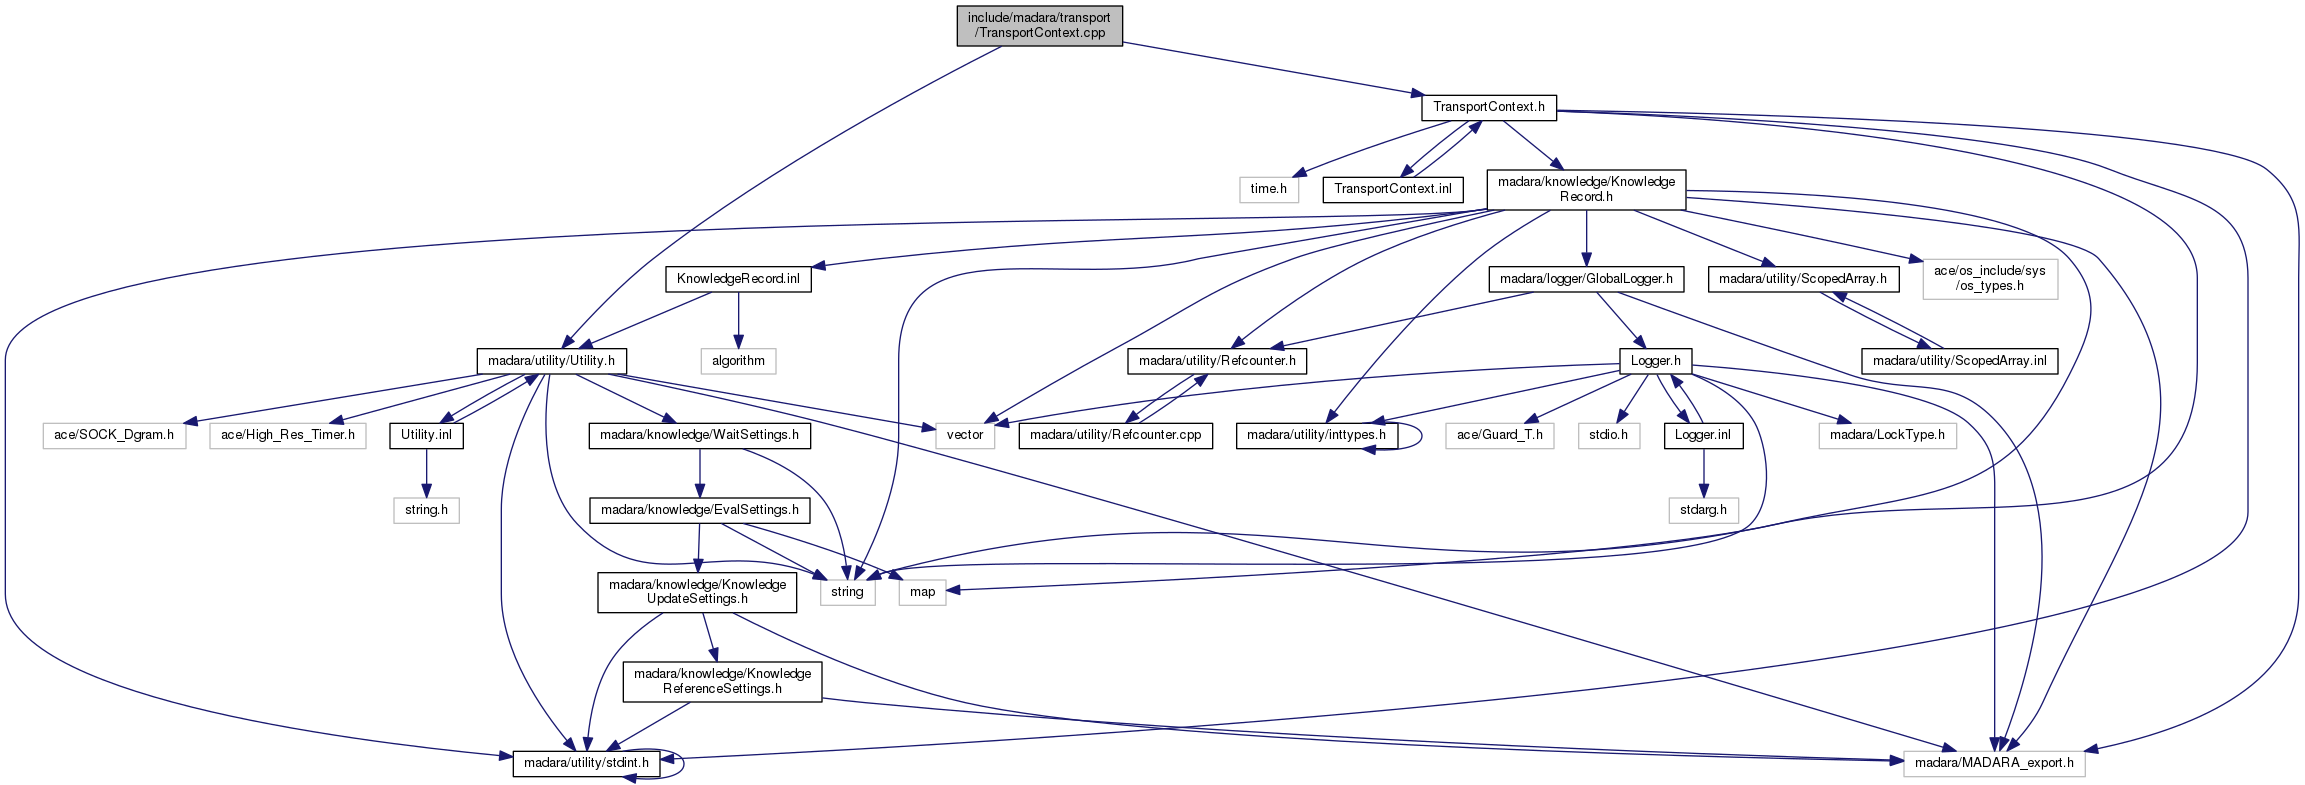 include/madara/transport
/TransportContext.cpp
TransportContext.h
time.h
TransportContext.inl
madara/knowledge/Knowledge
Record.h
KnowledgeRecord.inl
madara/logger/GlobalLogger.h
madara/utility/ScopedArray.h
ace/os_include/sys
/os_types.h
madara/utility/Utility.h
algorithm
madara/utility/Refcounter.h
Logger.h
madara/utility/ScopedArray.inl
ace/SOCK_Dgram.h
ace/High_Res_Timer.h
Utility.inl
madara/knowledge/WaitSettings.h
vector
madara/utility/Refcounter.cpp
madara/utility/inttypes.h
ace/Guard_T.h
stdio.h
Logger.inl
madara/LockType.h
string.h
madara/knowledge/EvalSettings.h
stdarg.h
madara/knowledge/Knowledge
UpdateSettings.h
string
map
madara/knowledge/Knowledge
ReferenceSettings.h
madara/utility/stdint.h
madara/MADARA_export.h